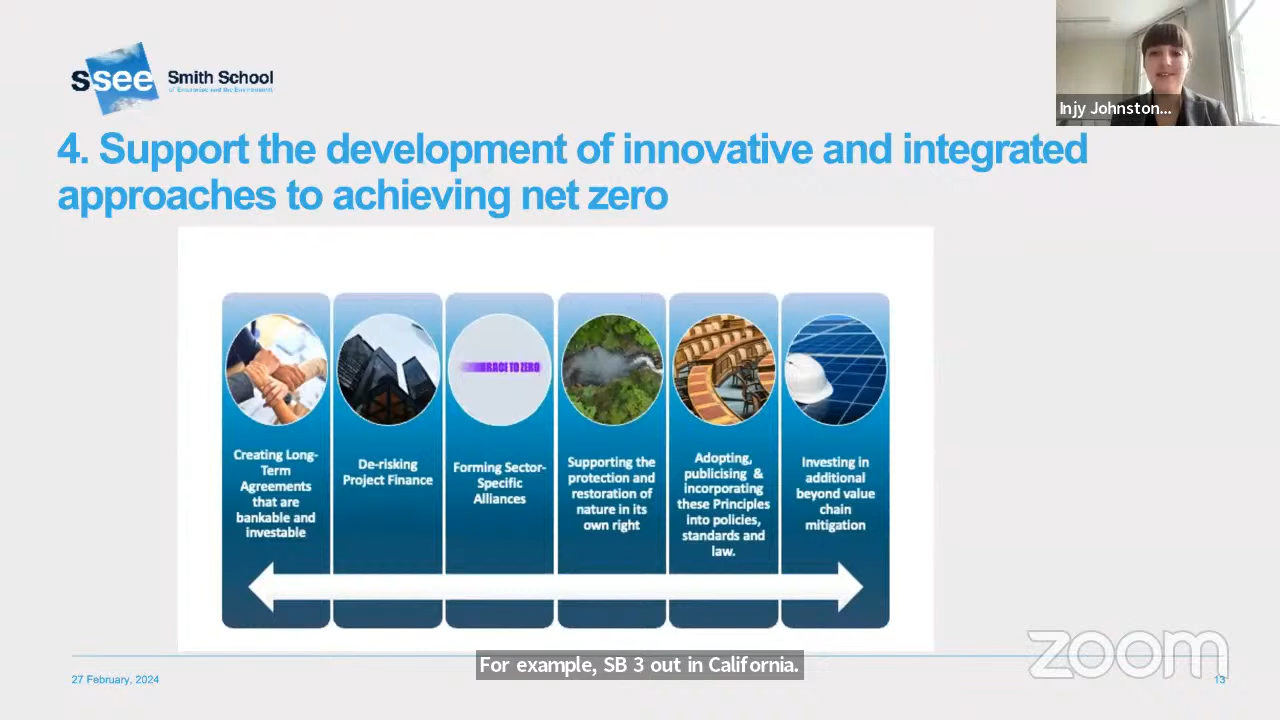 ssee
Smith School
of Enterprise and the Environment
Injy Johnston...
4. Support the development of innovative and integrated
approaches to achieving net zero
RACE TO ZERO
Creating Long-
Term
Agreements
that are
bankable and
investable
De-risking
Project Finance
Forming Sector-
Specific
Alliances
Supporting the
protection and
restoration of
nature in its
own right
Adopting,
publicising &
incorporating
these Principles
into policies,
standards and
law.
Investing in
additional
beyond value
chain
mitigation
For example, SB 3 out in California.
zoom
27 February, 2024
13